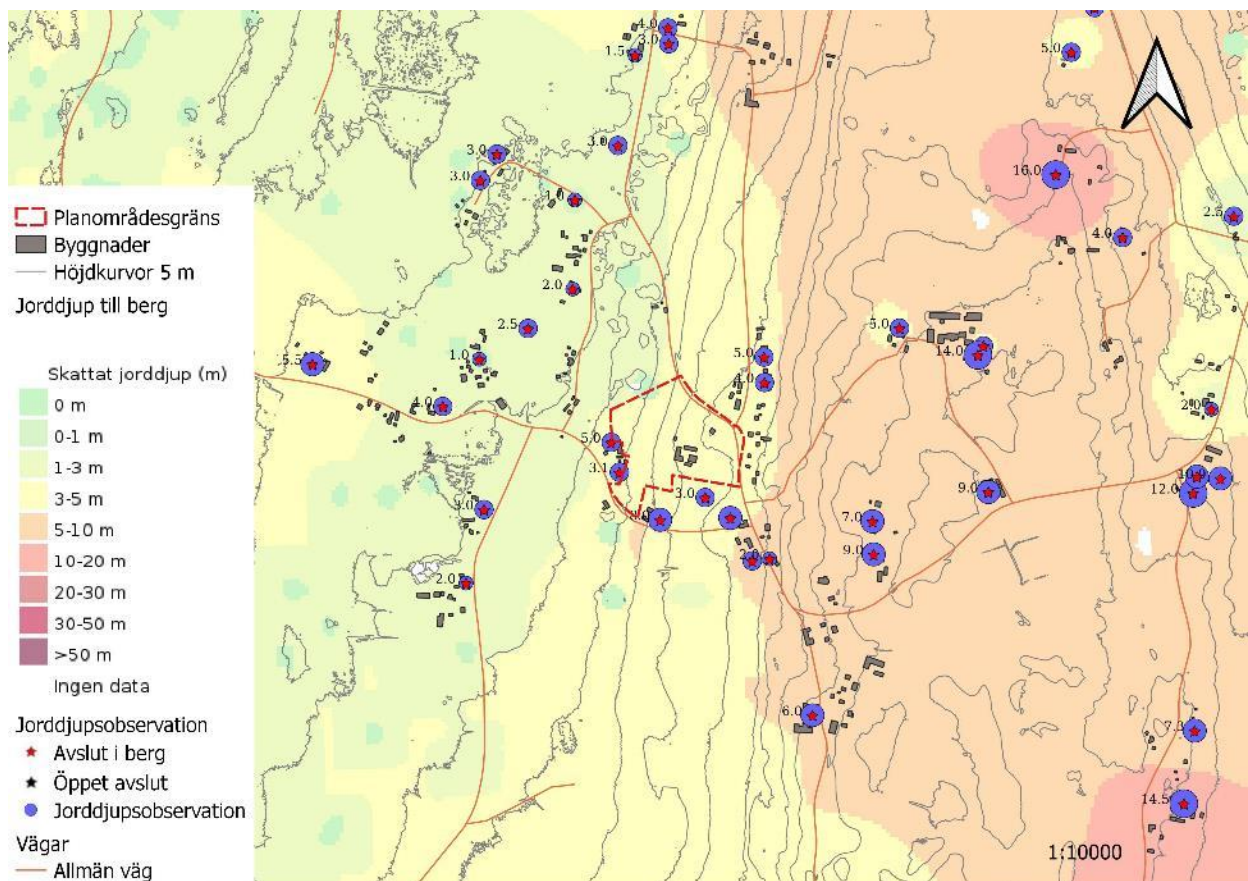 4.0
3.0
1.5
5.0
3.0
3.0
3.0
1.0
16.0
2.5
4.0
Planområdesgräns
Byggnader
Höjdkurvor 5 m
Jorddjup till berg
2.0
2.5
5.0
5.5
1.0
5.0
14.0
4.0
Skattat jorddjup (m)
0 m
0-1 m
1-3 m
3-5 m
5-10 m
10-20 m
20-30 m
30-50 m
>50 m
Ingen data
4.0
2.0
5.0
3.1
3.0
9.0
10.0
12.0
3.0
7.0
9.0
2.0
2.0
6.0
7.3
14.5
Jorddjupsobservation
Avslut i berg
Öppet avslut
Jorddjupsobservation
Vägar
Allmän väg
1:10000